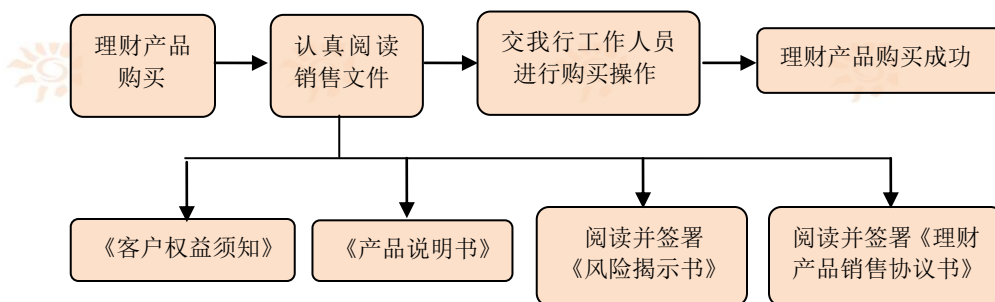 理财产品
购买
认真阅读
销售文件
交我行工作人员
进行购买操作
理财产品购买成功
《客户权益须知》
《产品说明书》
阅读并签署
《风险揭示书》
阅读并签署《理财
产品销售协议书》